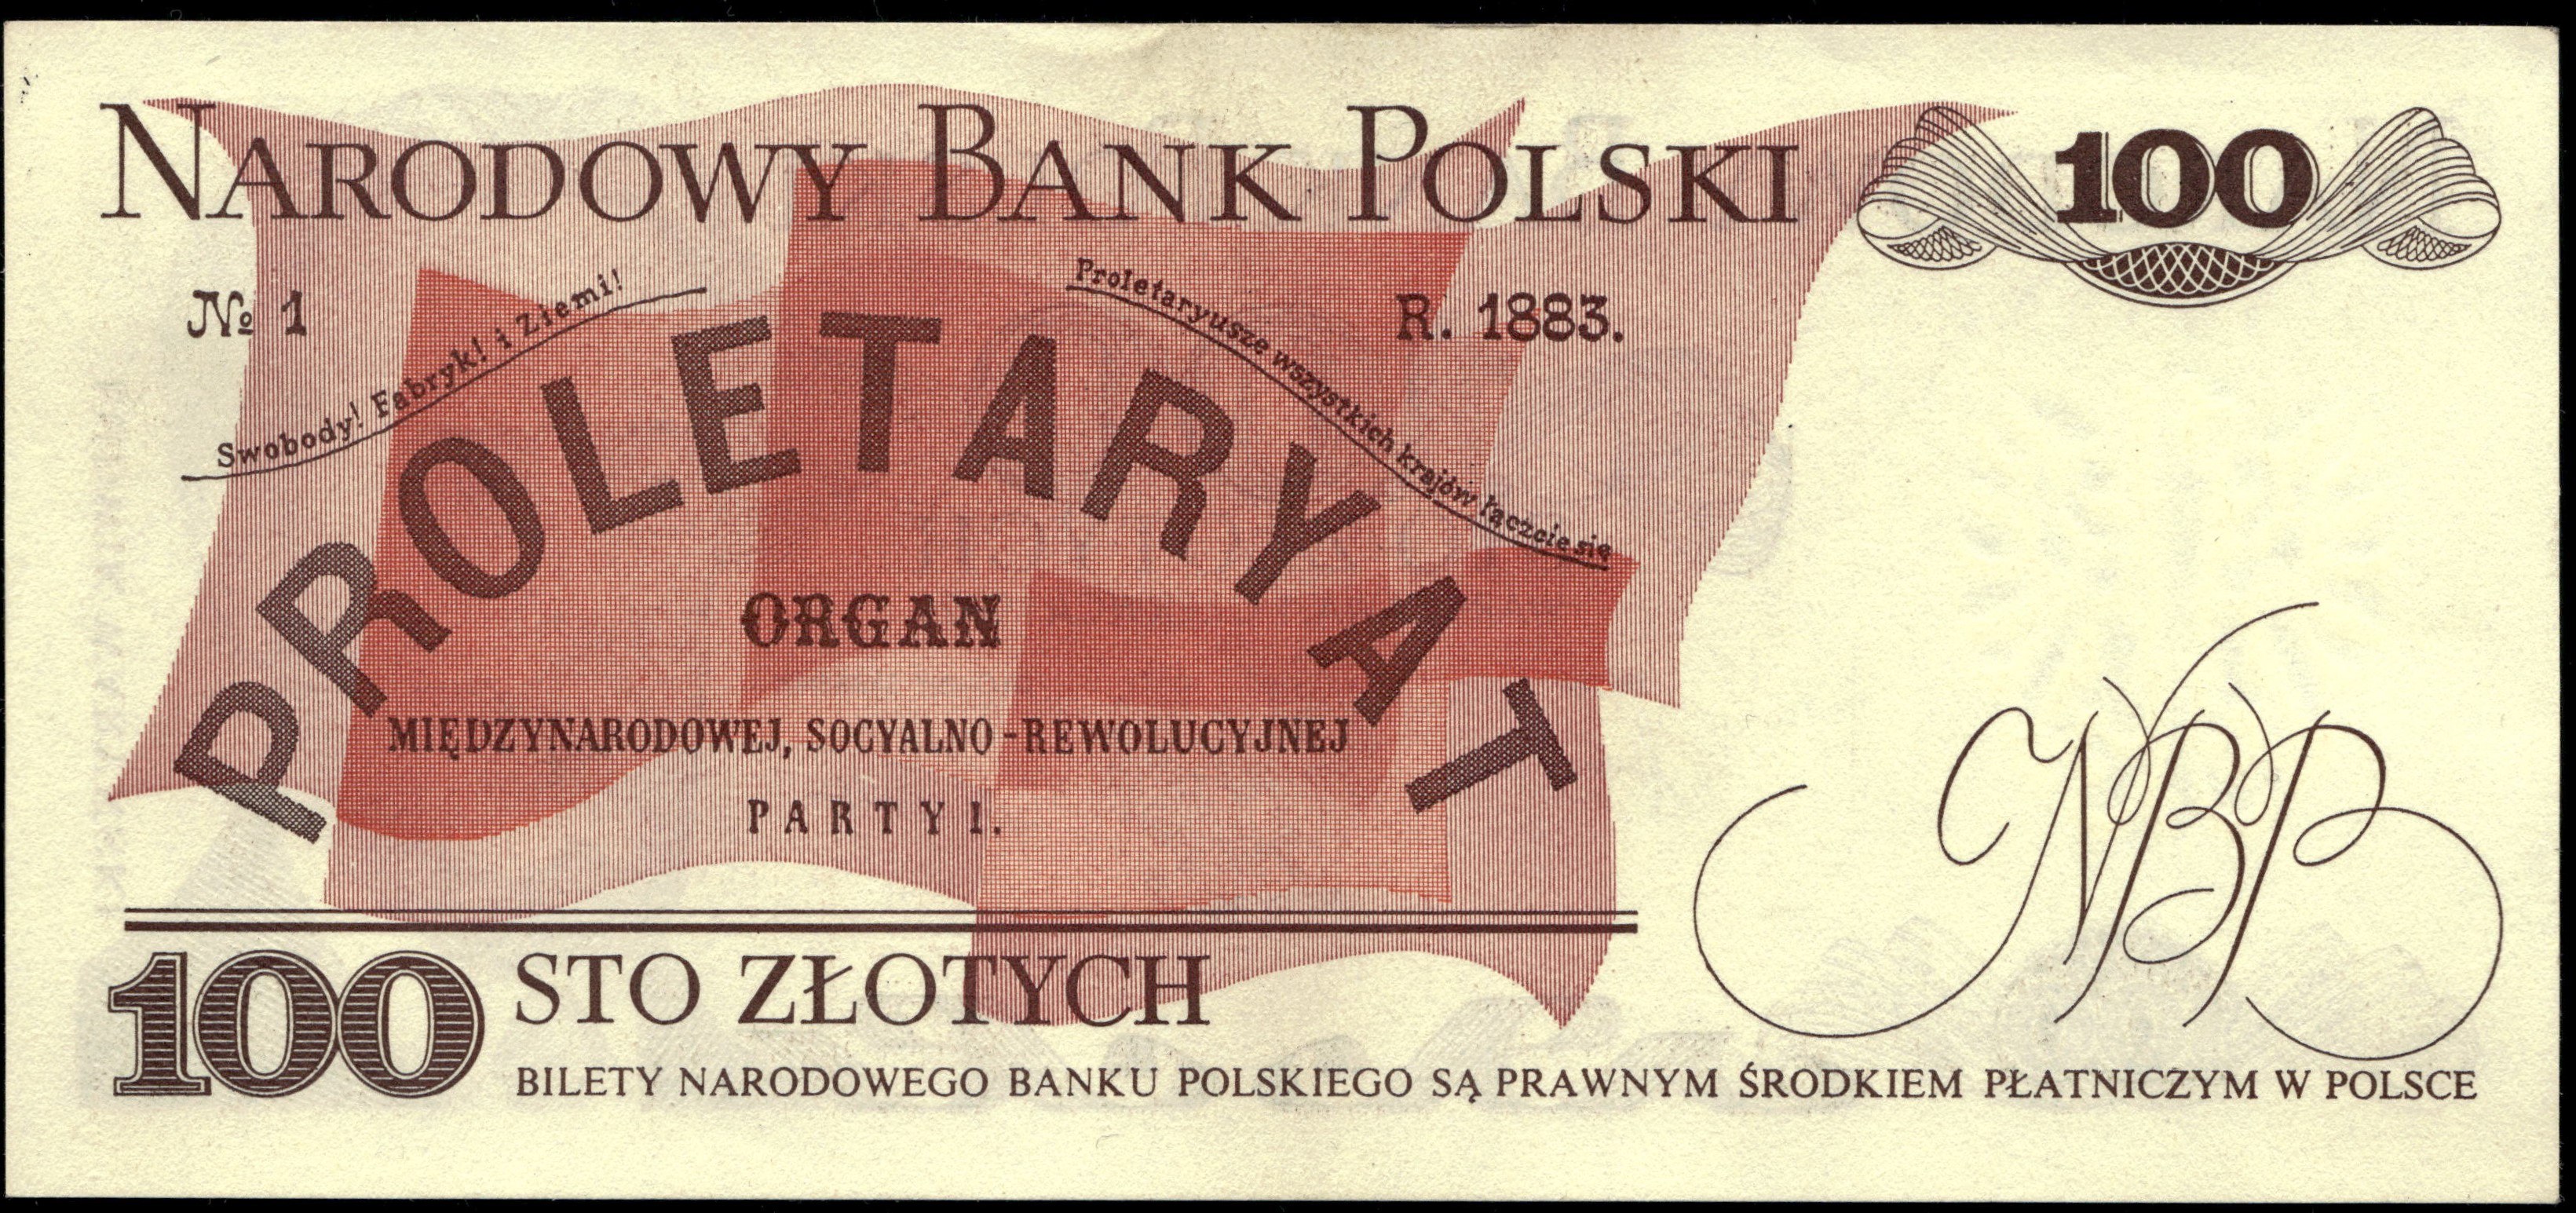 NARODOWY BANK POLSKI
100
№ 1
Swobody! Fabryk! i Ziemi!
Proletaryusze wszystkich krajów łączcie się
R. 1883.
PROLETARYAT
ORGAN
MIĘDZYNARODOWEJ, SOCYALNO-REWOLUCYJNEJ
PARTYI.
NBP
100 STO ZŁOTYCH
BILETY NARODOWEGO BANKU POLSKIEGO SĄ PRAWNYM ŚRODKIEM PŁATNICZYM W POLSCE